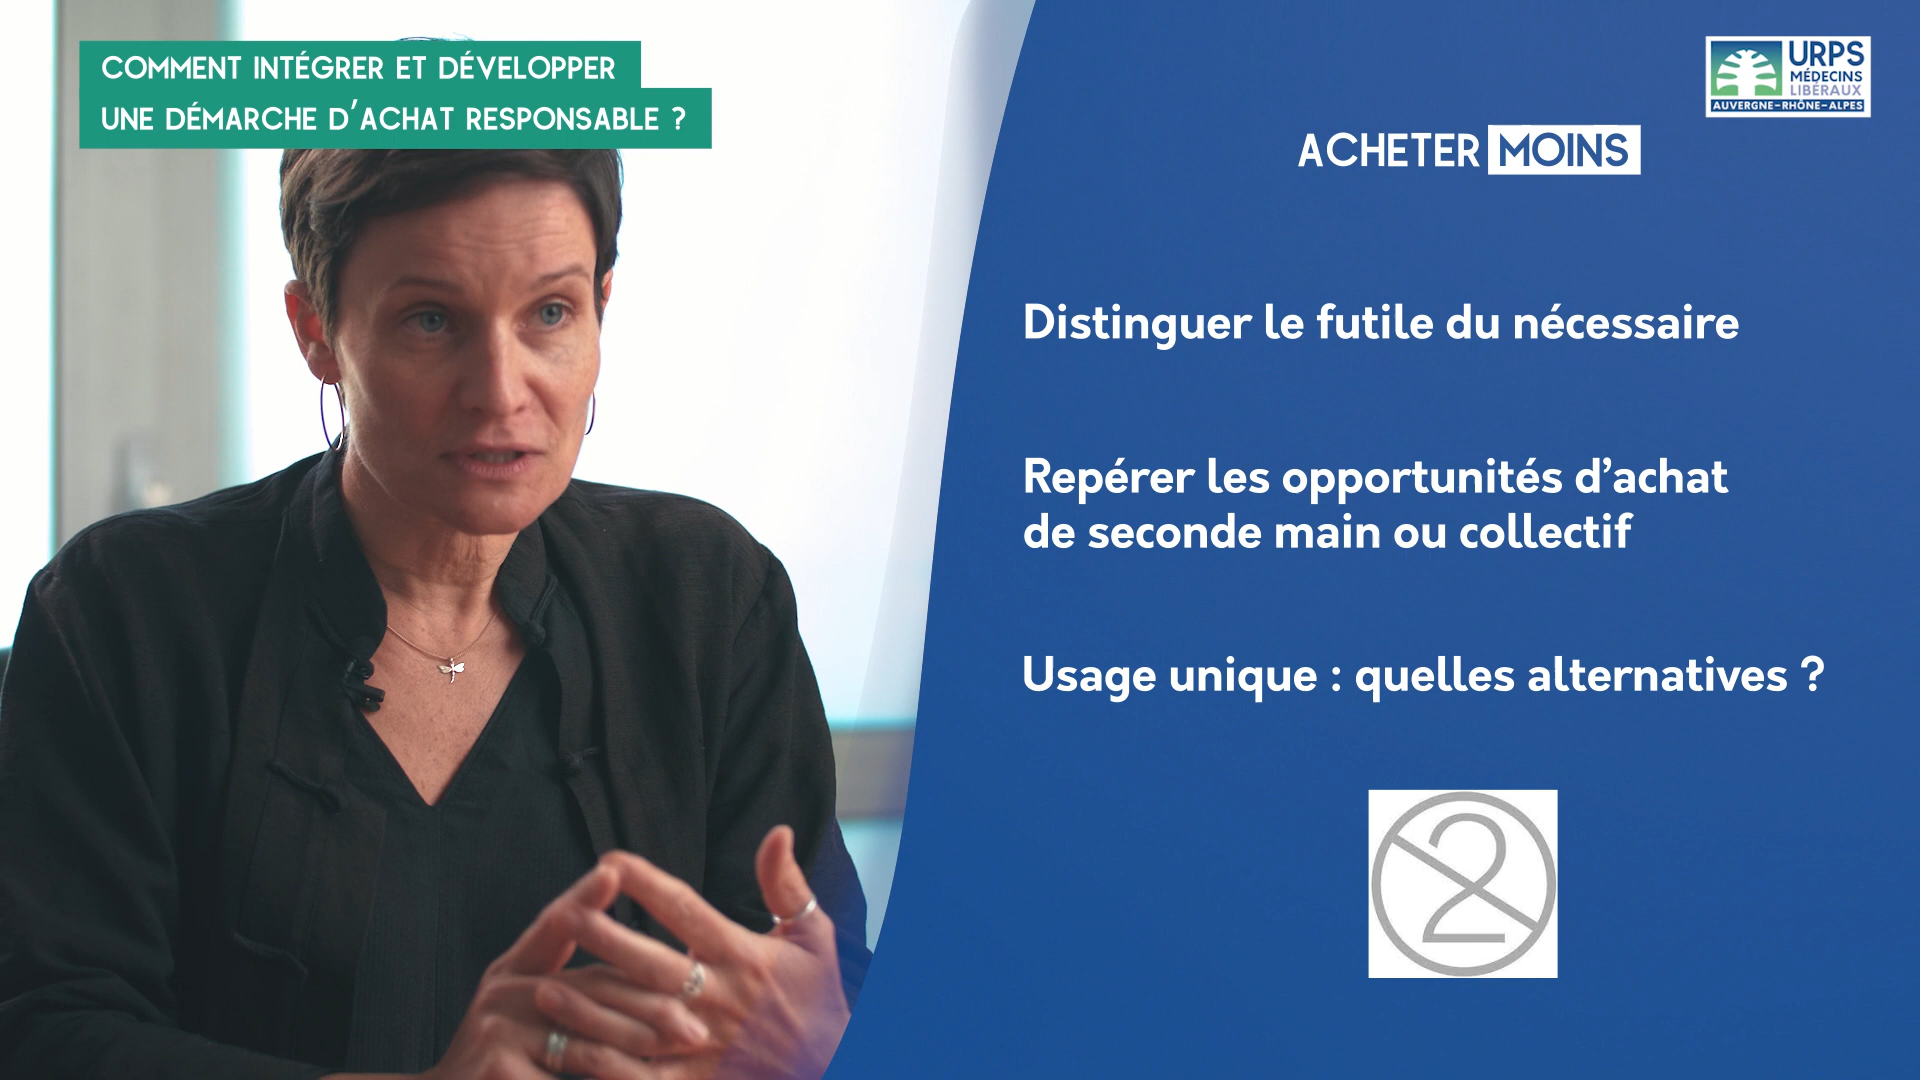 COMMENT INTÉGRER ET DÉVELOPPER
UNE DÉMARCHE D'ACHAT RESPONSABLE ?
URPS
MÉDECINS
LIBÉRAUX
AUVERGNE-RHÔNE-ALPES
ACHETER MOINS
Distinguer le futile du nécessaire
Repérer les opportunités d’achat
de seconde main ou collectif
Usage unique : quelles alternatives ?
2